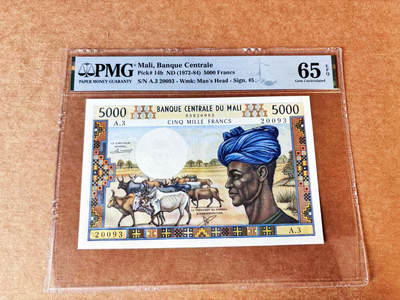 PMG
PAPER MONEY GUARANTY
Mali, Banque Centrale
Pick# 14b ND (1972-84) 5000 Francs
S/N A.3 20093 - Wmk: Man's Head - Sign. #5
65 EPQ
Gem Uncirculated
5000
BANQUE CENTRALE DU MALI
5000
A.3
20093
CINQ MILLE FRANCS
20093
A.3